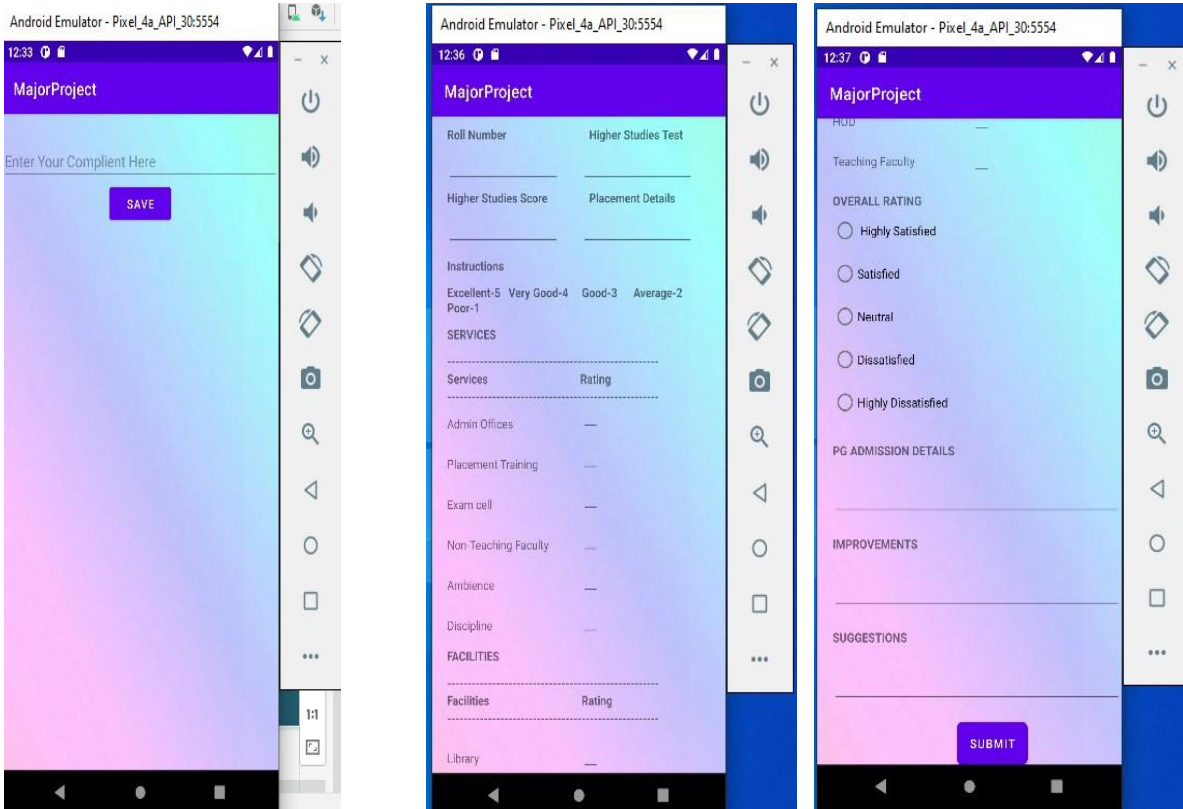 Android Emulator - Pixel_4a_API_30:5554
12:33
MajorProject
Enter Your Complient Here
SAVE
1:1
Android Emulator - Pixel_4a_API_30:5554
12:36
MajorProject
Roll Number Higher Studies Test
Higher Studies Score Placement Details
Instructions
Excellent-5 Very Good-4 Good-3 Average-2
Poor-1
SERVICES
------------------------------------------------------------
Services Rating
------------------------------------------------------------
Admin Offices
Placement Training
Exam cell
Non-Teaching Faculty
Ambience
Discipline
FACILITIES
------------------------------------------------------------
Facilities Rating
------------------------------------------------------------
Library
Android Emulator - Pixel_4a_API_30:5554
12:37
MajorProject
HOD
Teaching Faculty
OVERALL RATING
Highly Satisfied
Satisfied
Neutral
Dissatisfied
Highly Dissatisfied
PG ADMISSION DETAILS
IMPROVEMENTS
SUGGESTIONS
SUBMIT